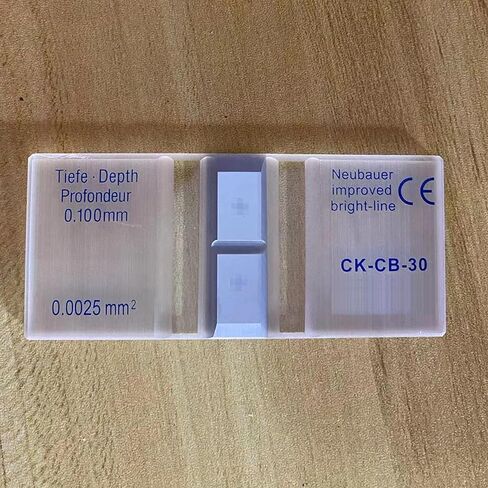 Tiefe · Depth
Profondeur
0.100mm
0.0025 mm²
Neubauer
improved
bright-line
CE
CK-CB-30